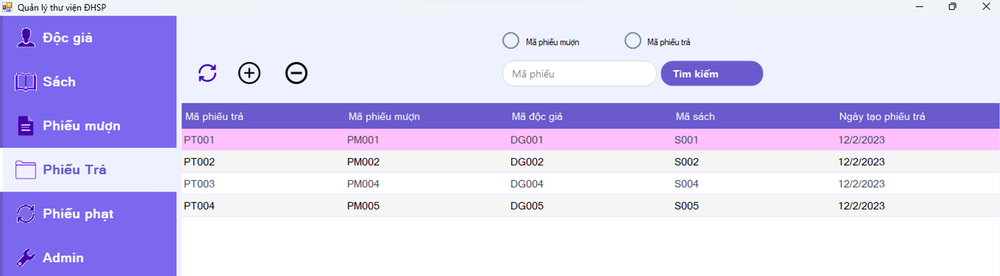 Quản lý thư viện ĐHSP
Độc giả
Sách
Phiếu mượn
Phiếu Trả
Phiếu phạt
Admin
Mã phiếu mượn Mã phiếu trả
Mã phiếu Tìm kiếm
Mã phiếu trả Mã phiếu mượn Mã độc giả Mã sách Ngày tạo phiếu trả
PT001 PM001 DG001 S001 12/2/2023
PT002 PM002 DG002 S002 12/2/2023
PT003 PM004 DG004 S004 12/2/2023
PT004 PM005 DG005 S005 12/2/2023